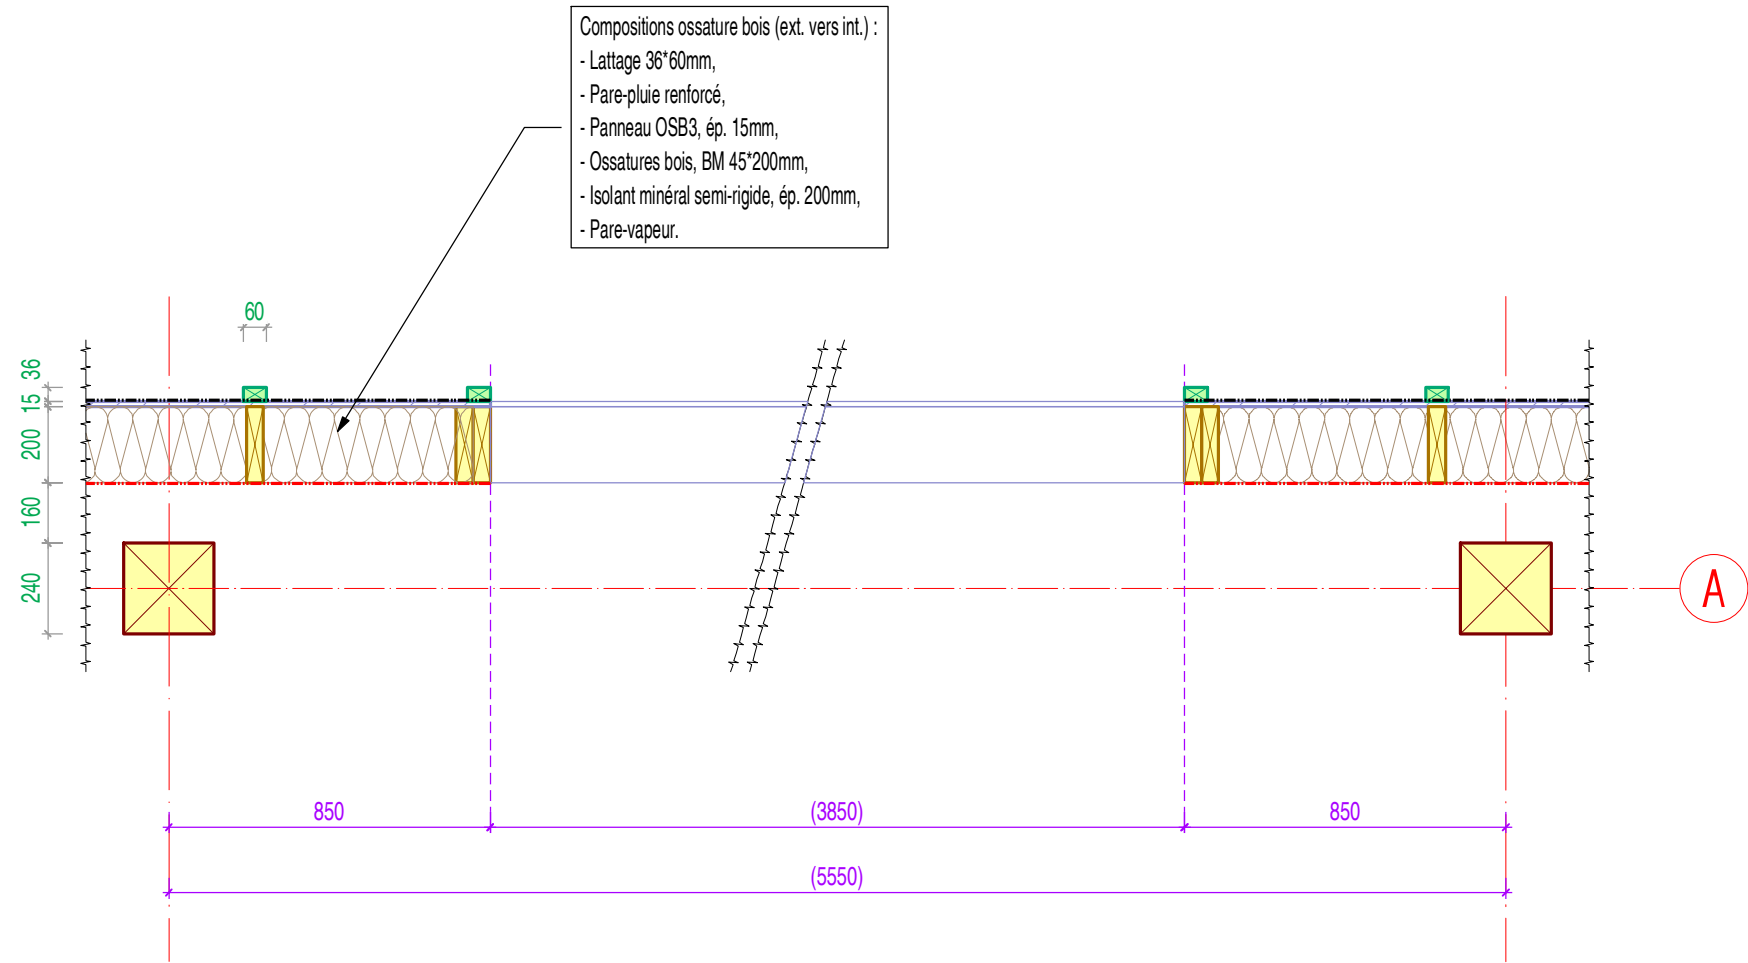 Compositions ossature bois (ext. vers int.) :
- Lattage 36*60mm,
- Pare-pluie renforcé,
- Panneau OSB3, ép. 15mm,
- Ossatures bois, BM 45*200mm,
- Isolant minéral semi-rigide, ép. 200mm,
- Pare-vapeur.
60
36
15
200
160
240
A
850
(3850)
850
(5550)